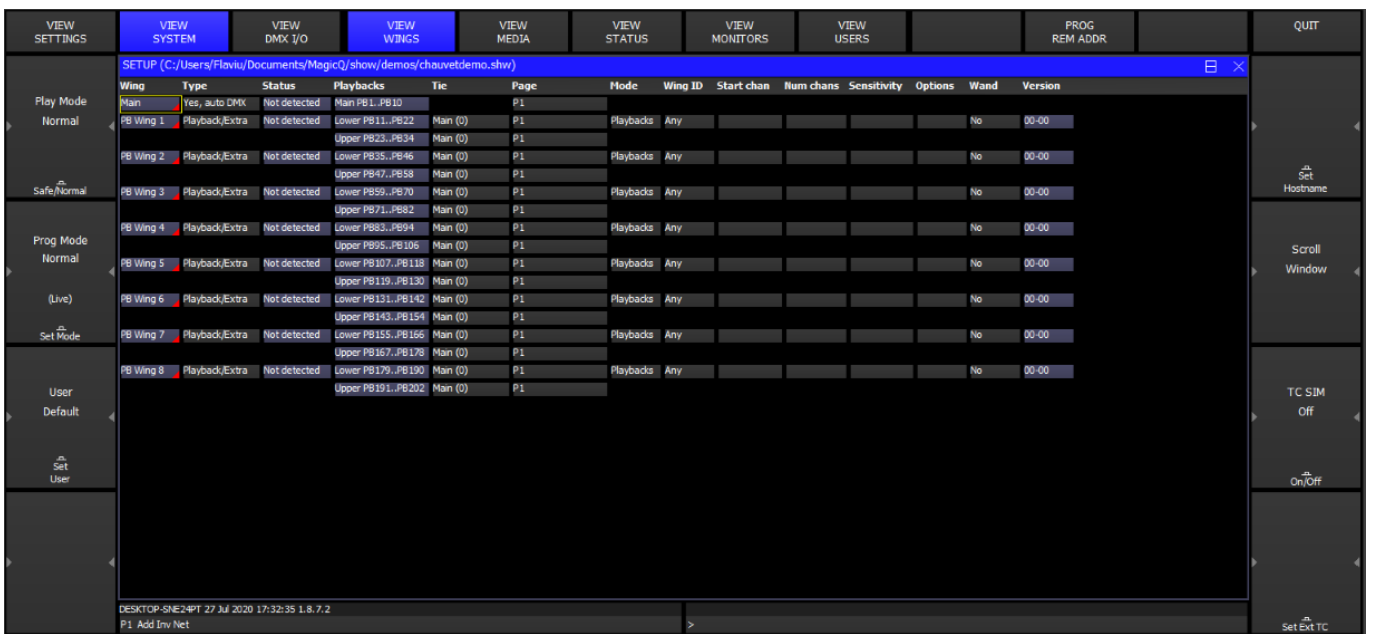 VIEW SETTINGS
VIEW SYSTEM
VIEW DMX I/O
VIEW WINGS
VIEW MEDIA
VIEW STATUS
VIEW MONITORS
VIEW USERS
PROG REM ADDR
QUIT
SETUP (C:/Users/Flaviu/Documents/MagicQ/show/demos/chauvetdemo.shw)
Wing Type Status Playbacks Tie Page Mode Wing ID Start chan Num chans Sensitivity Options Wand Version
Main Yes, auto DMX Not detected Main PB1..PB10 P1
PB Wing 1 Playback/Extra Not detected Lower PB11..PB22 Main (0) P1 Playbacks Any No 00-00
Upper PB23..PB34 Main (0) P1
PB Wing 2 Playback/Extra Not detected Lower PB35..PB46 Main (0) P1 Playbacks Any No 00-00
Upper PB47..PB58 Main (0) P1
PB Wing 3 Playback/Extra Not detected Lower PB59..PB70 Main (0) P1 Playbacks Any No 00-00
Upper PB71..PB82 Main (0) P1
PB Wing 4 Playback/Extra Not detected Lower PB83..PB94 Main (0) P1 Playbacks Any No 00-00
Upper PB95..PB106 Main (0) P1
PB Wing 5 Playback/Extra Not detected Lower PB107..PB118 Main (0) P1 Playbacks Any No 00-00
Upper PB119..PB130 Main (0) P1
PB Wing 6 Playback/Extra Not detected Lower PB131..PB142 Main (0) P1 Playbacks Any No 00-00
Upper PB143..PB154 Main (0) P1
PB Wing 7 Playback/Extra Not detected Lower PB155..PB166 Main (0) P1 Playbacks Any No 00-00
Upper PB167..PB178 Main (0) P1
PB Wing 8 Playback/Extra Not detected Lower PB179..PB190 Main (0) P1 Playbacks Any No 00-00
Upper PB191..PB202 Main (0) P1
Play Mode
Normal
Safe/Normal
Prog Mode
Normal
(Live)
Set Mode
User
Default
Set
User
Set
Hostname
Scroll
Window
TC SIM
Off
On/Off
Set Ext TC
DESKTOP-SNE24PT 27 Jul 2020 17:32:35 1.8.7.2
P1 Add Inv Net
>